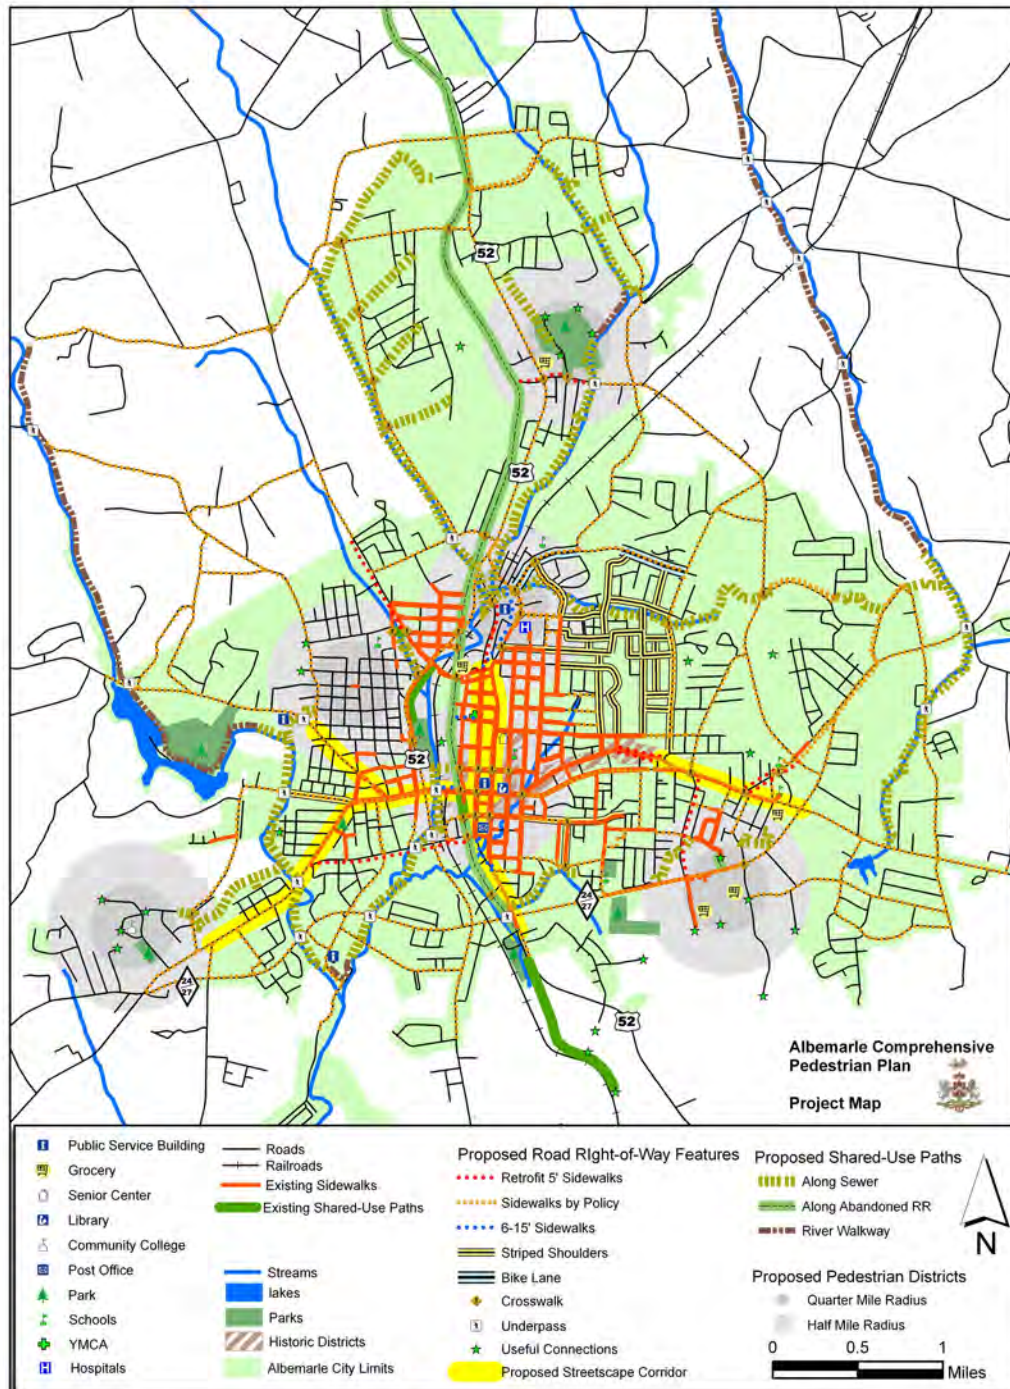 52
52
52
24
27
24
27
52
H
Albemarle Comprehensive
Pedestrian Plan
Project Map
Public Service Building
Grocery
Senior Center
Library
Community College
Post Office
Park
Schools
YMCA
H Hospitals
Roads
Railroads
Existing Sidewalks
Existing Shared-Use Paths
Streams
lakes
Parks
Historic Districts
Albemarle City Limits
Proposed Road RIght-of-Way Features
Retrofit 5' Sidewalks
Sidewalks by Policy
6-15' Sidewalks
Striped Shoulders
Bike Lane
Crosswalk
Underpass
Useful Connections
Proposed Streetscape Corridor
Proposed Shared-Use Paths
Along Sewer
Along Abandoned RR
River Walkway
N
Proposed Pedestrian Districts
Quarter Mile Radius
Half Mile Radius
0 0.5 1
Miles